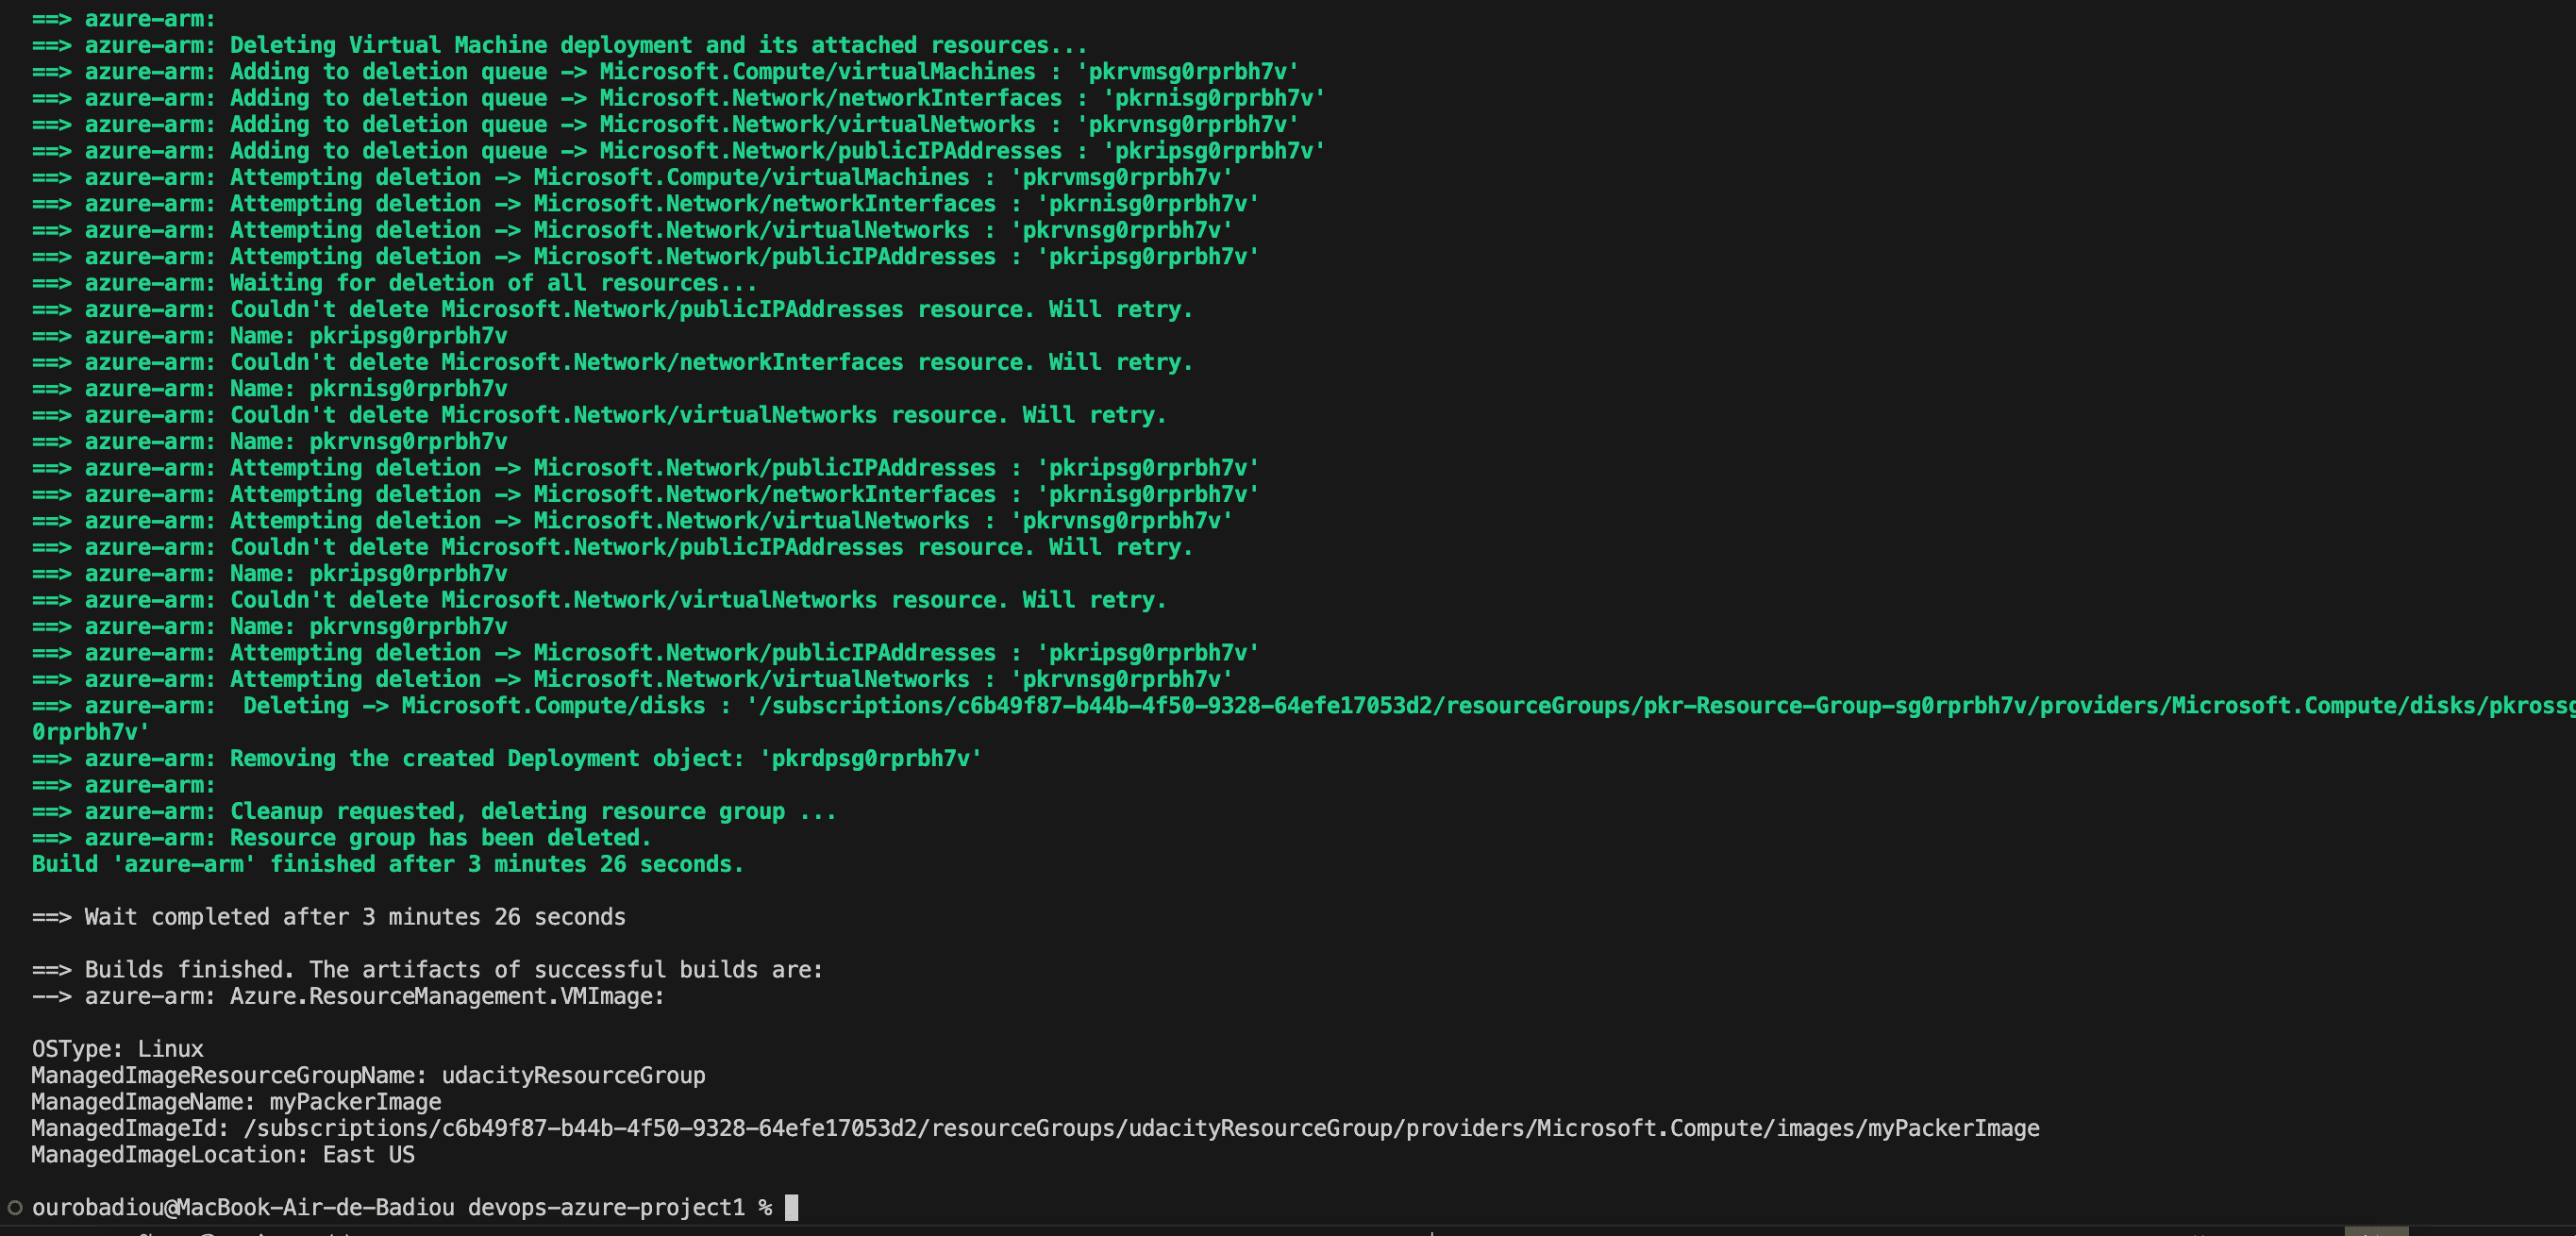 ==> azure-arm:
==> azure-arm: Deleting Virtual Machine deployment and its attached resources...
==> azure-arm: Adding to deletion queue -> Microsoft.Compute/virtualMachines : 'pkrvmsg0rprbh7v'
==> azure-arm: Adding to deletion queue -> Microsoft.Network/networkInterfaces : 'pkrnisg0rprbh7v'
==> azure-arm: Adding to deletion queue -> Microsoft.Network/virtualNetworks : 'pkrvnsg0rprbh7v'
==> azure-arm: Adding to deletion queue -> Microsoft.Network/publicIPAddresses : 'pkripsg0rprbh7v'
==> azure-arm: Attempting deletion -> Microsoft.Compute/virtualMachines : 'pkrvmsg0rprbh7v'
==> azure-arm: Attempting deletion -> Microsoft.Network/networkInterfaces : 'pkrnisg0rprbh7v'
==> azure-arm: Attempting deletion -> Microsoft.Network/virtualNetworks : 'pkrvnsg0rprbh7v'
==> azure-arm: Attempting deletion -> Microsoft.Network/publicIPAddresses : 'pkripsg0rprbh7v'
==> azure-arm: Waiting for deletion of all resources...
==> azure-arm: Couldn't delete Microsoft.Network/publicIPAddresses resource. Will retry.
==> azure-arm: Name: pkripsg0rprbh7v
==> azure-arm: Couldn't delete Microsoft.Network/networkInterfaces resource. Will retry.
==> azure-arm: Name: pkrnisg0rprbh7v
==> azure-arm: Couldn't delete Microsoft.Network/virtualNetworks resource. Will retry.
==> azure-arm: Name: pkrvnsg0rprbh7v
==> azure-arm: Attempting deletion -> Microsoft.Network/publicIPAddresses : 'pkripsg0rprbh7v'
==> azure-arm: Attempting deletion -> Microsoft.Network/networkInterfaces : 'pkrnisg0rprbh7v'
==> azure-arm: Attempting deletion -> Microsoft.Network/virtualNetworks : 'pkrvnsg0rprbh7v'
==> azure-arm: Couldn't delete Microsoft.Network/publicIPAddresses resource. Will retry.
==> azure-arm: Name: pkripsg0rprbh7v
==> azure-arm: Couldn't delete Microsoft.Network/virtualNetworks resource. Will retry.
==> azure-arm: Name: pkrvnsg0rprbh7v
==> azure-arm: Attempting deletion -> Microsoft.Network/publicIPAddresses : 'pkripsg0rprbh7v'
==> azure-arm: Attempting deletion -> Microsoft.Network/virtualNetworks : 'pkrvnsg0rprbh7v'
==> azure-arm:  Deleting -> Microsoft.Compute/disks : '/subscriptions/c6b49f87-b44b-4f50-9328-64efe17053d2/resourceGroups/pkr-Resource-Group-sg0rprbh7v/providers/Microsoft.Compute/disks/pkrossg
0rprbh7v'
==> azure-arm: Removing the created Deployment object: 'pkrdpsg0rprbh7v'
==> azure-arm:
==> azure-arm: Cleanup requested, deleting resource group ...
==> azure-arm: Resource group has been deleted.
Build 'azure-arm' finished after 3 minutes 26 seconds.
==> Wait completed after 3 minutes 26 seconds
==> Builds finished. The artifacts of successful builds are:
--> azure-arm: Azure.ResourceManagement.VMImage:
OSType: Linux
ManagedImageResourceGroupName: udacityResourceGroup
ManagedImageName: myPackerImage
ManagedImageId: /subscriptions/c6b49f87-b44b-4f50-9328-64efe17053d2/resourceGroups/udacityResourceGroup/providers/Microsoft.Compute/images/myPackerImage
ManagedImageLocation: East US
ourobadiou@MacBook-Air-de-Badiou devops-azure-project1 %